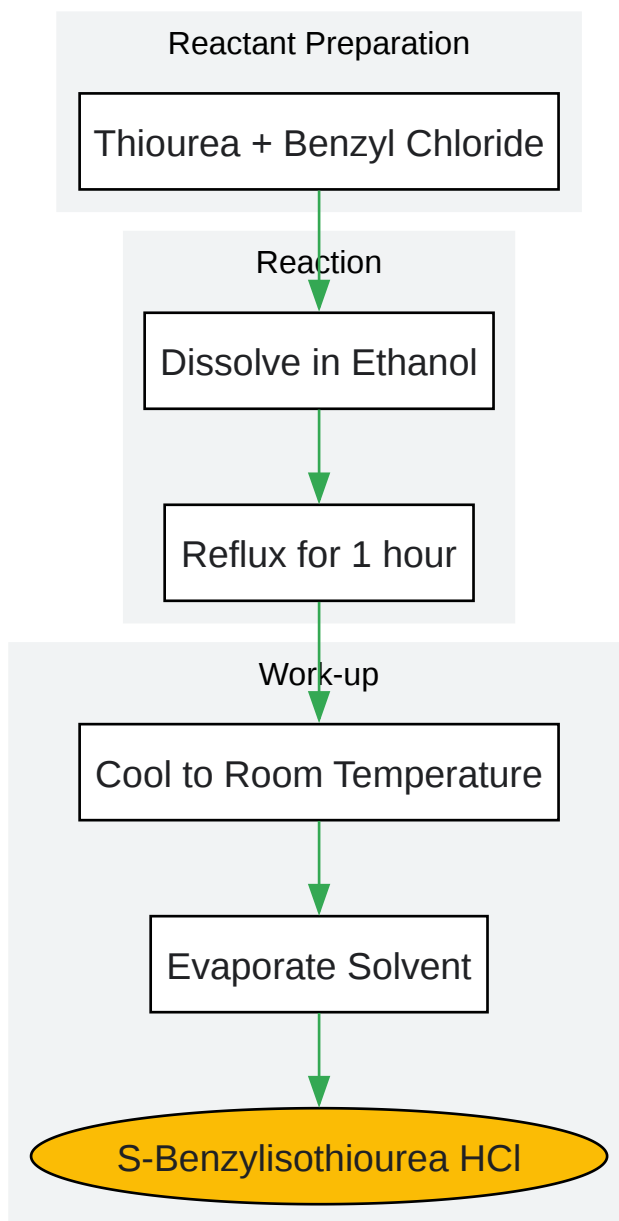 Reactant Preparation
Thiourea + Benzyl Chloride
Reaction
Dissolve in Ethanol
Reflux for 1 hour
Work-up
Cool to Room Temperature
Evaporate Solvent
S-Benzylisothiourea HCl